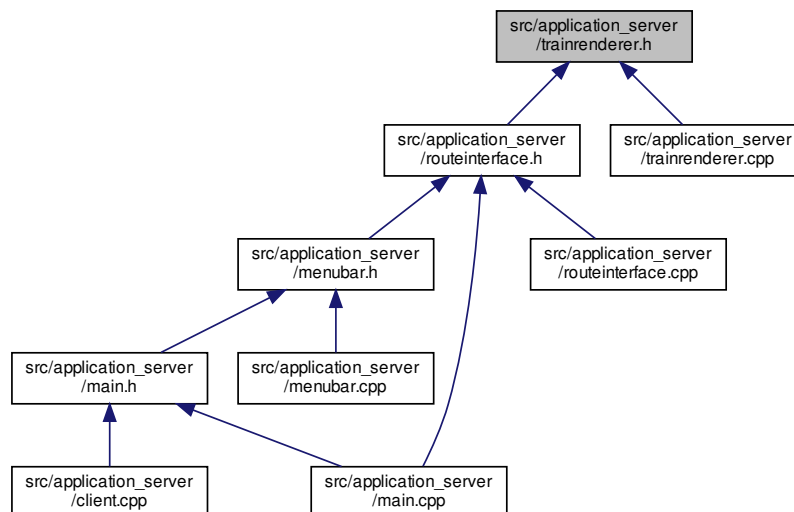 src/application_server
/trainrenderer.h
src/application_server
/routeinterface.h
src/application_server
/trainrenderer.cpp
src/application_server
/menubar.h
src/application_server
/routeinterface.cpp
src/application_server
/main.h
src/application_server
/menubar.cpp
src/application_server
/client.cpp
src/application_server
/main.cpp